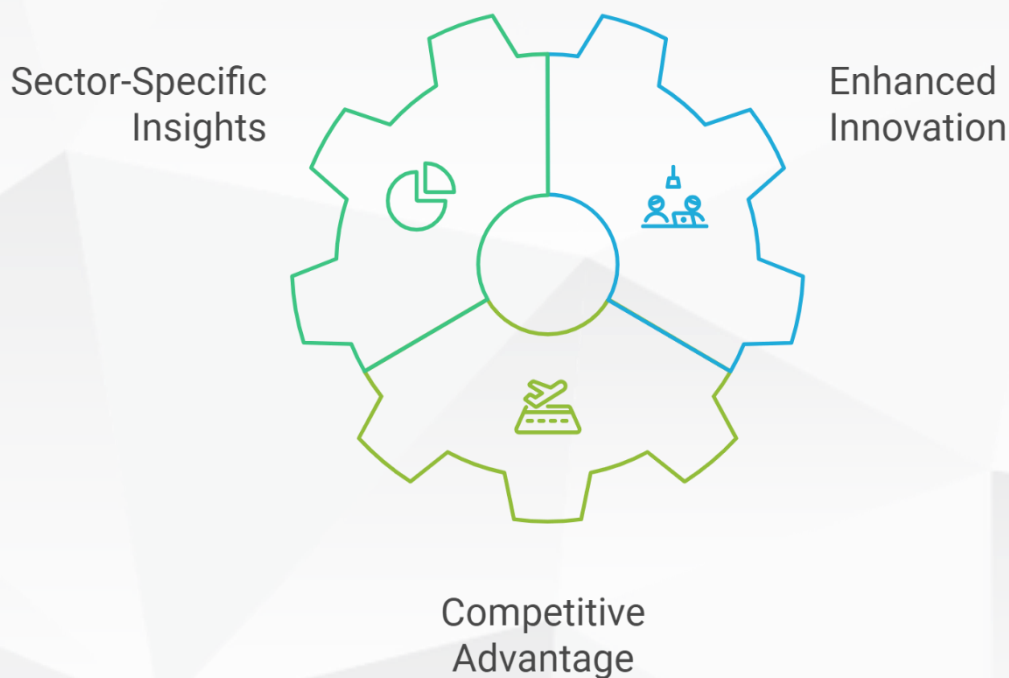 Sector-Specific
Insights
Enhanced
Innovation
Competitive
Advantage